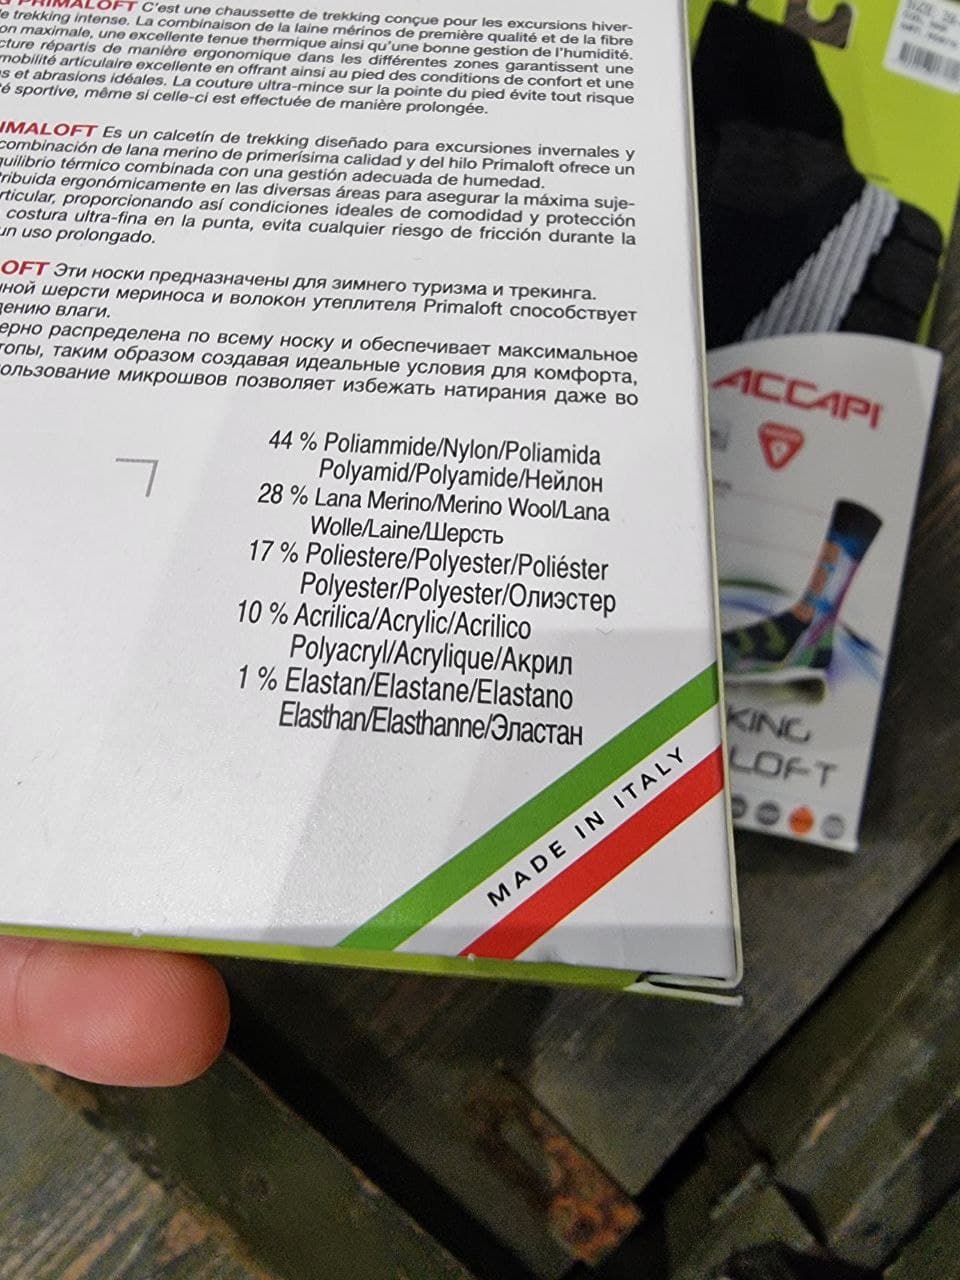 PRIMALOFT C'est une chaussette de trekking conçue pour les excursions hiver-
le trekking intense. La combinaison de la laine mérinos de première qualité et de la fibre
on maximale, une excellente tenue thermique ainsi qu'une bonne gestion de l'humidité.
cture répartis de manière ergonomique dans les différentes zones garantissent une
mobilité articulaire excellente en offrant ainsi au pied des conditions de confort et une
s et abrasions idéales. La couture ultra-mince sur la pointe du pied évite tout risque
é sportive, même si celle-ci est effectuée de manière prolongée.
IMALOFT Es un calcetín de trekking diseñado para excursiones invernales y
combinación de lana merino de primerísima calidad y del hilo Primaloft ofrece un
quilibrio térmico combinada con una gestión adecuada de humedad.
ribuida ergonómicamente en las diversas áreas para asegurar la máxima suje-
rticular, proporcionando así condiciones ideales de comodidad y protección
costura ultra-fina en la punta, evita cualquier riesgo de fricción durante la
un uso prolongado.
OFT Эти носки предназначены для зимнего туризма и трекинга.
ной шерсти мериноса и волокон утеплителя Primaloft способствует
дению влаги.
ерно распределена по всему носку и обеспечивает максимальное
топы, таким образом создавая идеальные условия для комфорта,
ользование микрошвов позволяет избежать натирания даже во
44 % Poliammide/Nylon/Poliamida
Polyamid/Polyamide/Нейлон
28 % Lana Merino/Merino Wool/Lana
Wolle/Laine/Шерсть
17 % Poliestere/Polyester/Poliéster
Polyester/Polyester/Олиэстер
10 % Acrilica/Acrylic/Acrilico
Polyacryl/Acrylique/Акрил
1 % Elastan/Elastane/Elastano
Elasthan/Elasthanne/Эластан
MADE IN ITALY
ACCAPI
KING
LOFT